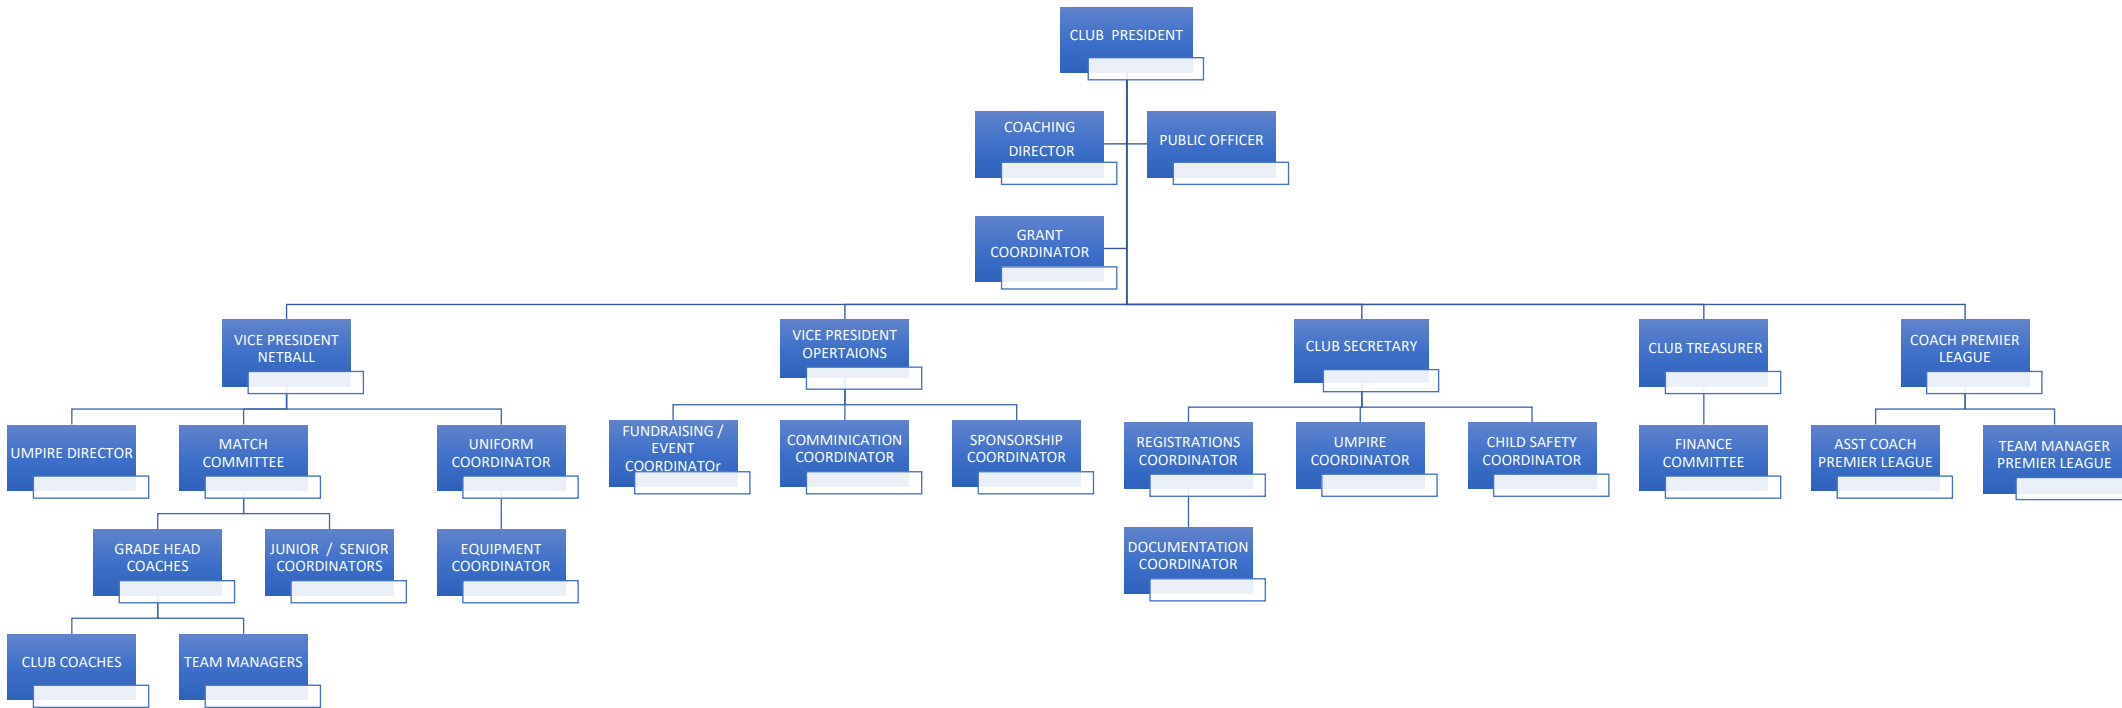 CLUB  PRESIDENT
COACHING
DIRECTOR
PUBLIC OFFICER
GRANT
COORDINATOR
VICE PRESIDENT
NETBALL
VICE PRESIDENT
OPERTAIONS
CLUB SECRETARY
CLUB TREASURER
COACH PREMIER
LEAGUE
UMPIRE DIRECTOR
MATCH
COMMITTEE
UNIFORM
COORDINATOR
FUNDRAISING /
EVENT
COORDINATOr
COMMINICATION
COORDINATOR
SPONSORSHIP
COORDINATOR
REGISTRATIONS
COORDINATOR
UMPIRE
COORDINATOR
CHILD SAFETY
COORDINATOR
FINANCE
COMMITTEE
ASST COACH
PREMIER LEAGUE
TEAM MANAGER
PREMIER LEAGUE
GRADE HEAD
COACHES
JUNIOR  /  SENIOR
COORDINATORS
EQUIPMENT
COORDINATOR
DOCUMENTATION
COORDINATOR
CLUB COACHES
TEAM MANAGERS